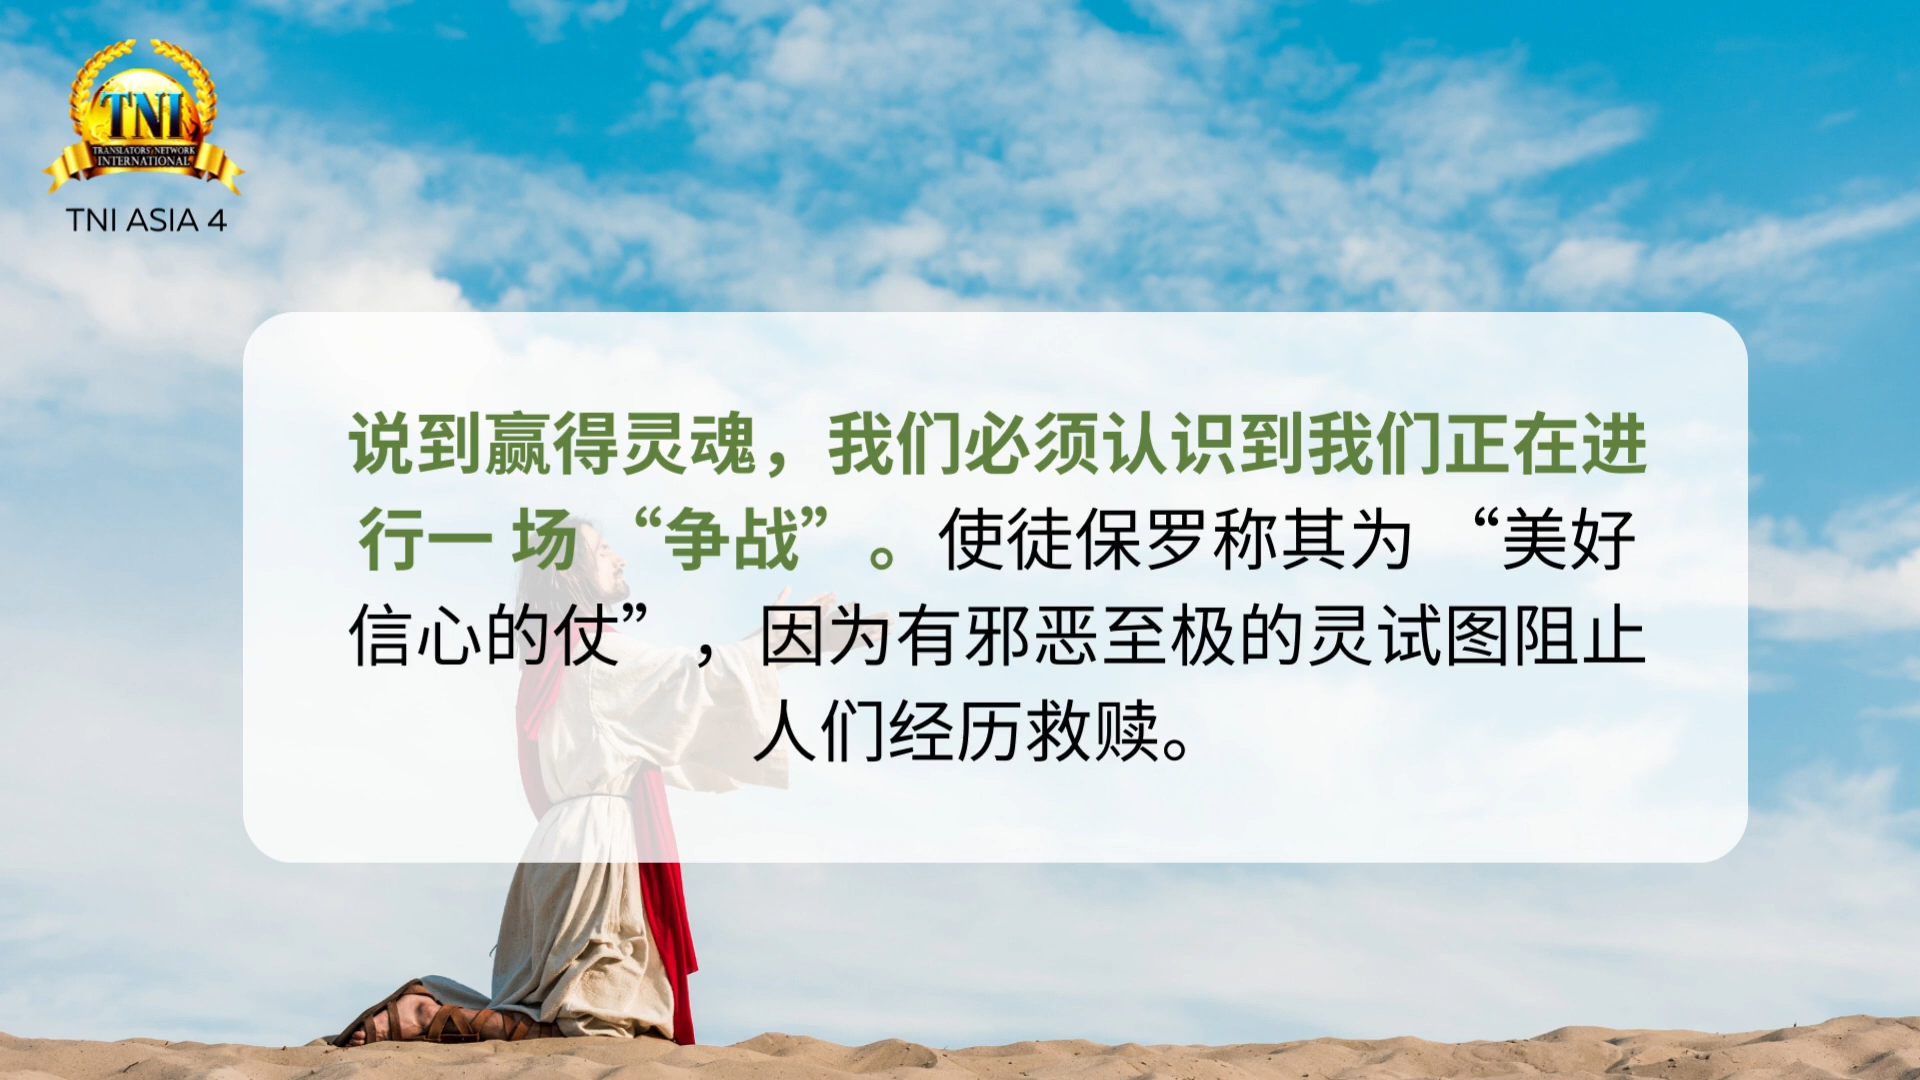 TNI
TRANSLATORS' NETWORK
INTERNATIONAL
TNI ASIA 4
说到赢得灵魂，我们必须认识到我们正在进
行一 场 “争战” 。使徒保罗称其为 “美好
信心的仗” ，因为有邪恶至极的灵试图阻止
人们经历救赎。